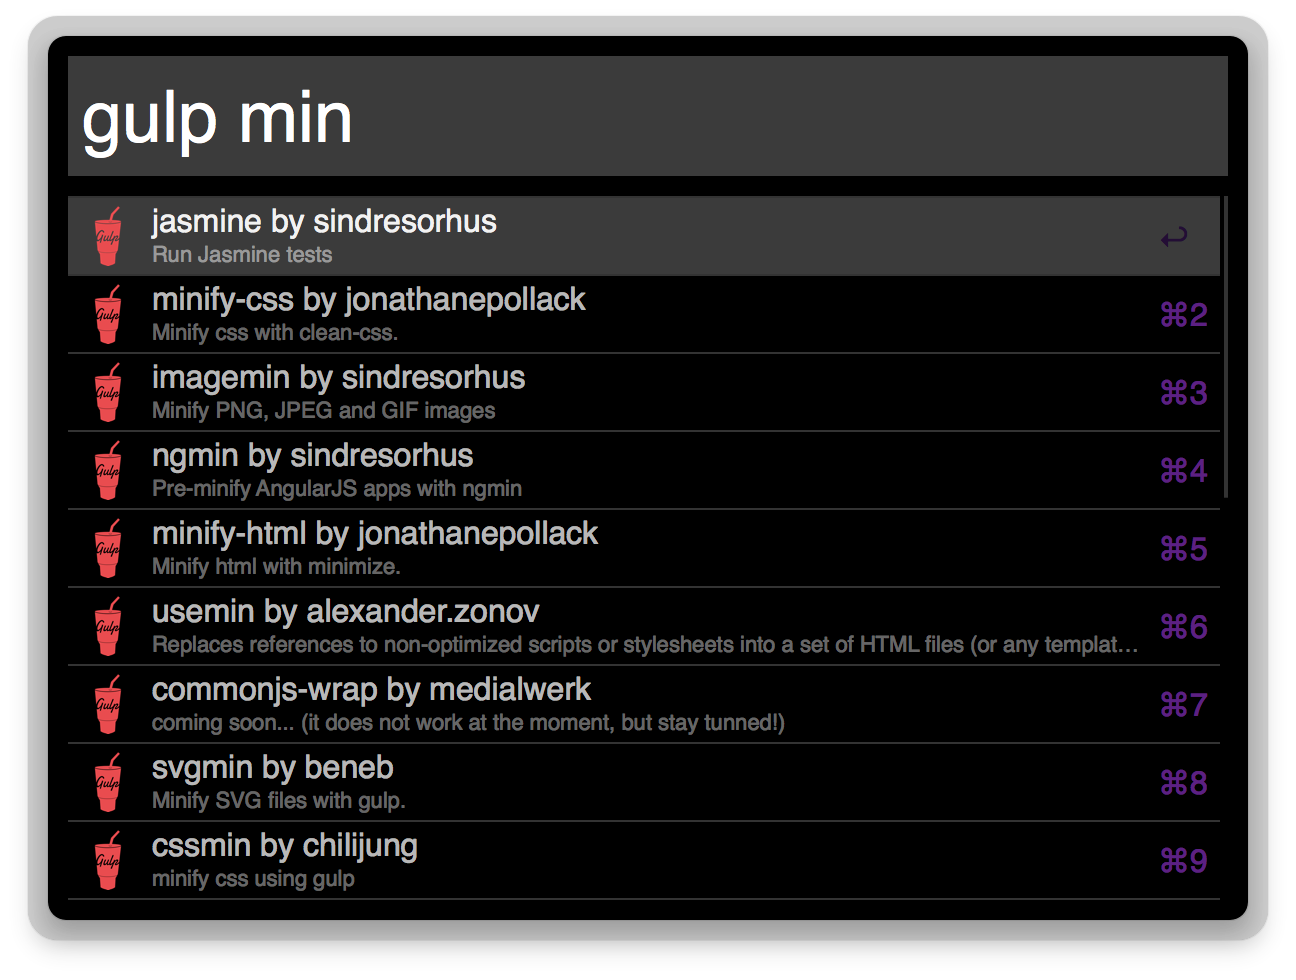 gulp min
Gulp
jasmine by sindresorhus
Run Jasmine tests
Gulp
minify-css by jonathanepollack
Minify css with clean-css.
⌘2
Gulp
imagemin by sindresorhus
Minify PNG, JPEG and GIF images
⌘3
Gulp
ngmin by sindresorhus
Pre-minify AngularJS apps with ngmin
⌘4
Gulp
minify-html by jonathanepollack
Minify html with minimize.
⌘5
Gulp
usemin by alexander.zonov
Replaces references to non-optimized scripts or stylesheets into a set of HTML files (or any templat…
⌘6
Gulp
commonjs-wrap by medialwerk
coming soon... (it does not work at the moment, but stay tunned!)
⌘7
Gulp
svgmin by beneb
Minify SVG files with gulp.
⌘8
Gulp
cssmin by chilijung
minify css using gulp
⌘9